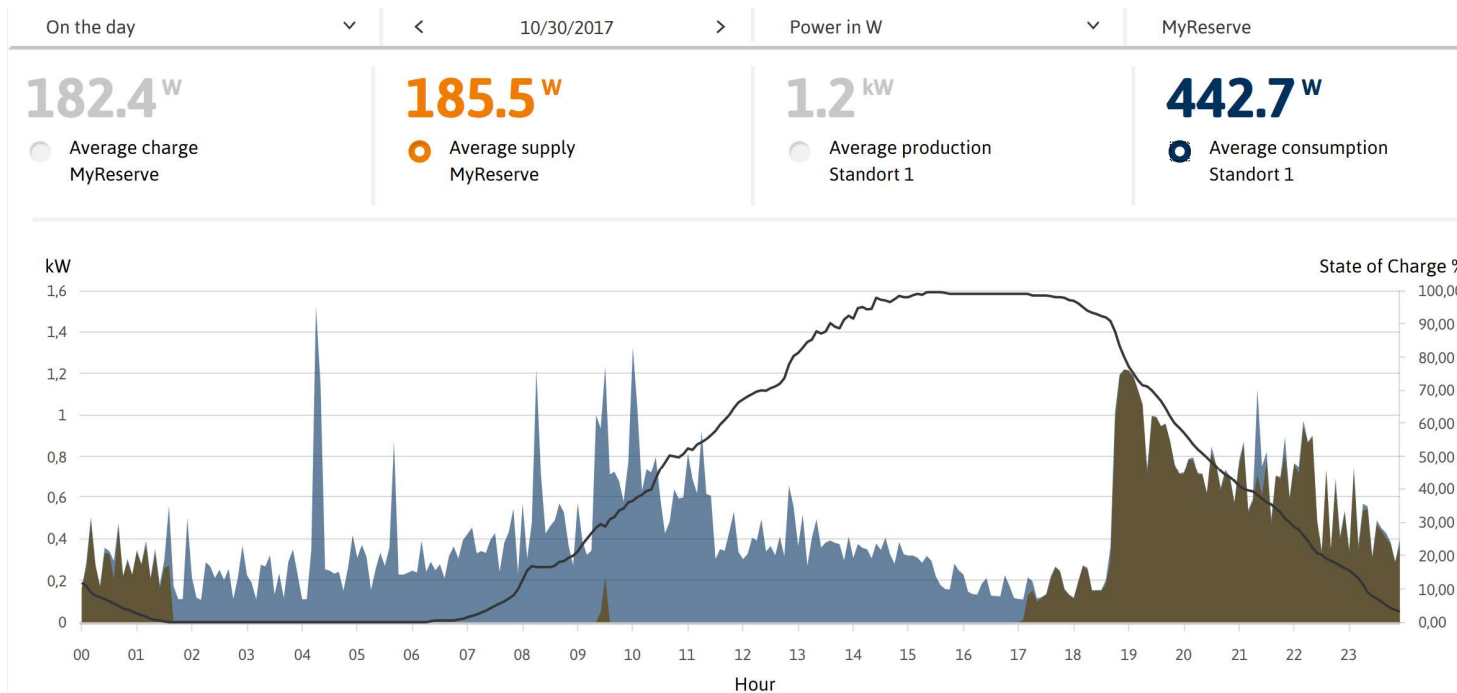 On the day
<
10/30/2017
>
Power in W
MyReserve
182.4 W
Average charge
MyReserve
185.5 W
Average supply
MyReserve
1.2 kW
Average production
Standort 1
442.7 W
Average consumption
Standort 1
kW
State of Charge %
1,6
1,4
1,2
1
0,8
0,6
0,4
0,2
0
100,00
90,00
80,00
70,00
60,00
50,00
40,00
30,00
20,00
10,00
0,00
00 01 02 03 04 05 06 07 08 09 10 11 12 13 14 15 16 17 18 19 20 21 22 23
Hour